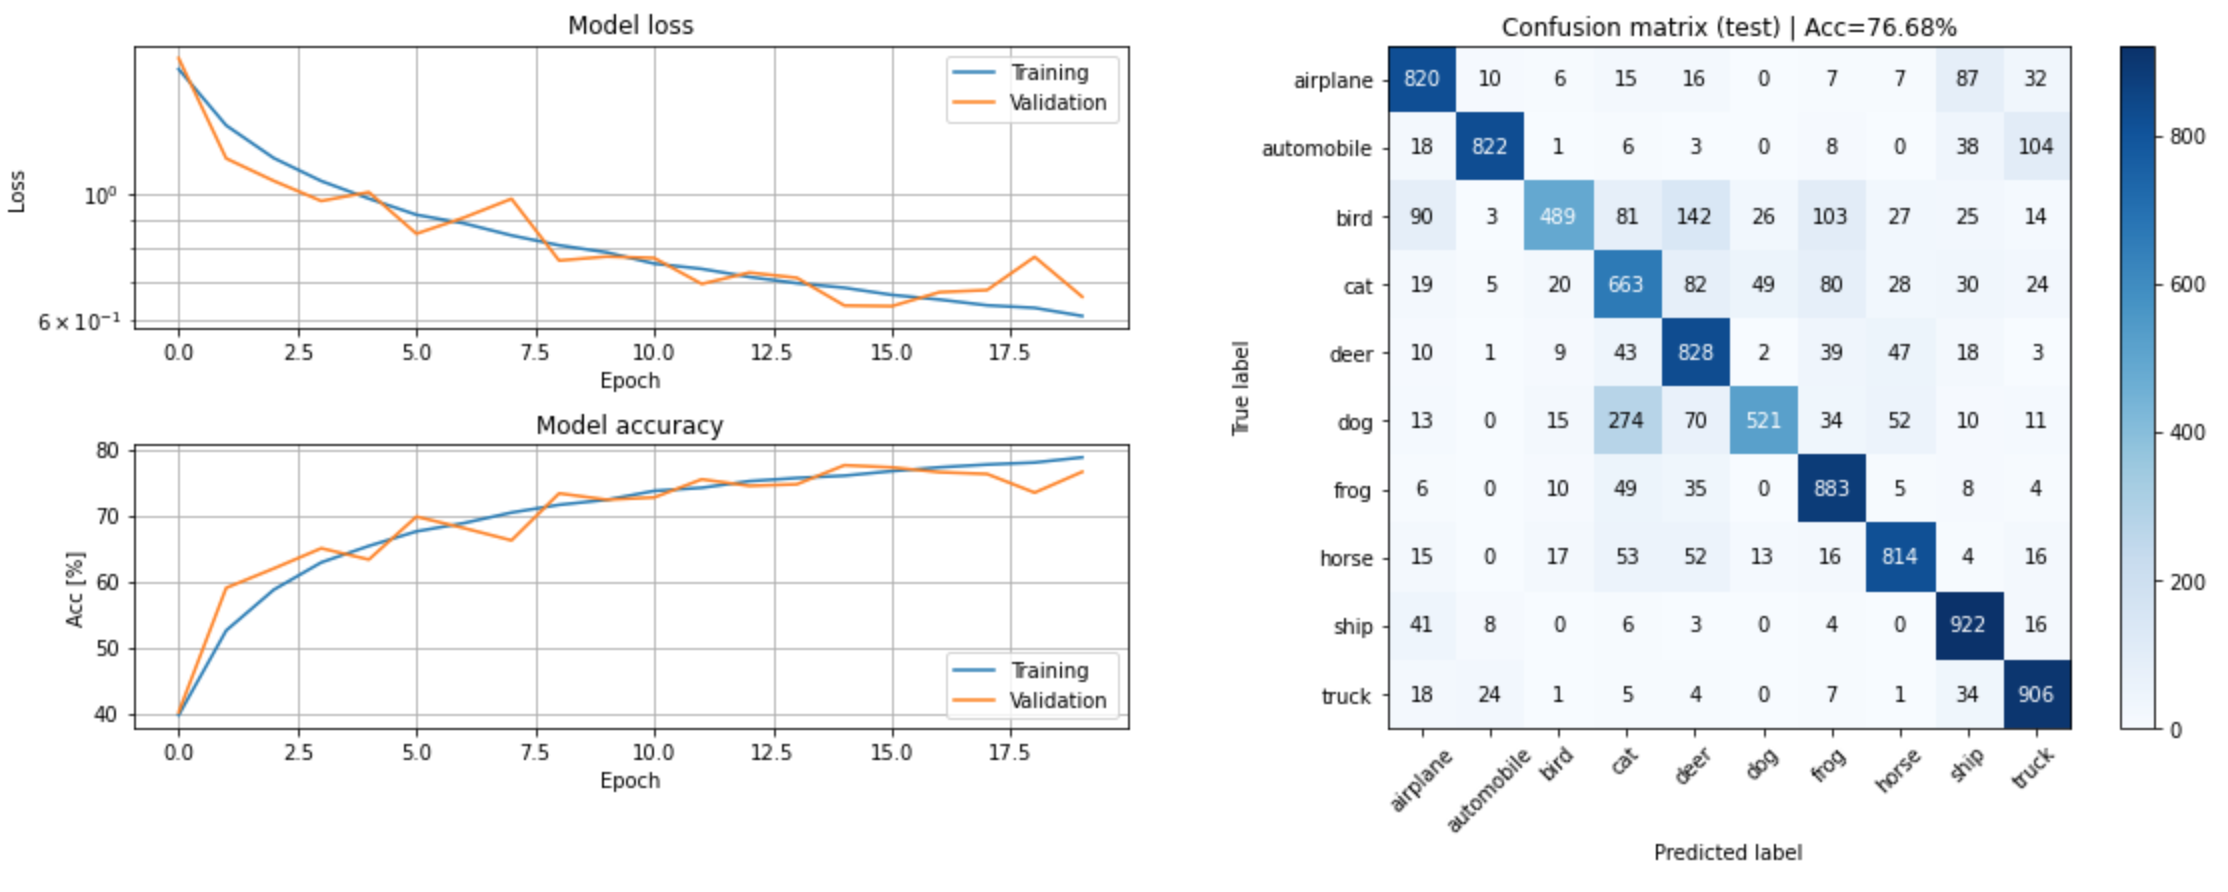 Model loss
Loss
10⁰
6 × 10⁻¹
Training
Validation
0.0 2.5 5.0 7.5 10.0 12.5 15.0 17.5
Epoch
Model accuracy
Acc [%]
80
70
60
50
40
Training
Validation
0.0 2.5 5.0 7.5 10.0 12.5 15.0 17.5
Epoch
Confusion matrix (test) | Acc=76.68%
True label
airplane 820 10 6 15 16 0 7 7 87 32
automobile 18 822 1 6 3 0 8 0 38 104
bird 90 3 489 81 142 26 103 27 25 14
cat 19 5 20 663 82 49 80 28 30 24
deer 10 1 9 43 828 2 39 47 18 3
dog 13 0 15 274 70 521 34 52 10 11
frog 6 0 10 49 35 0 883 5 8 4
horse 15 0 17 53 52 13 16 814 4 16
ship 41 8 0 6 3 0 4 0 922 16
truck 18 24 1 5 4 0 7 1 34 906
airplane automobile bird cat deer dog frog horse ship truck
Predicted label
800
600
400
200
0